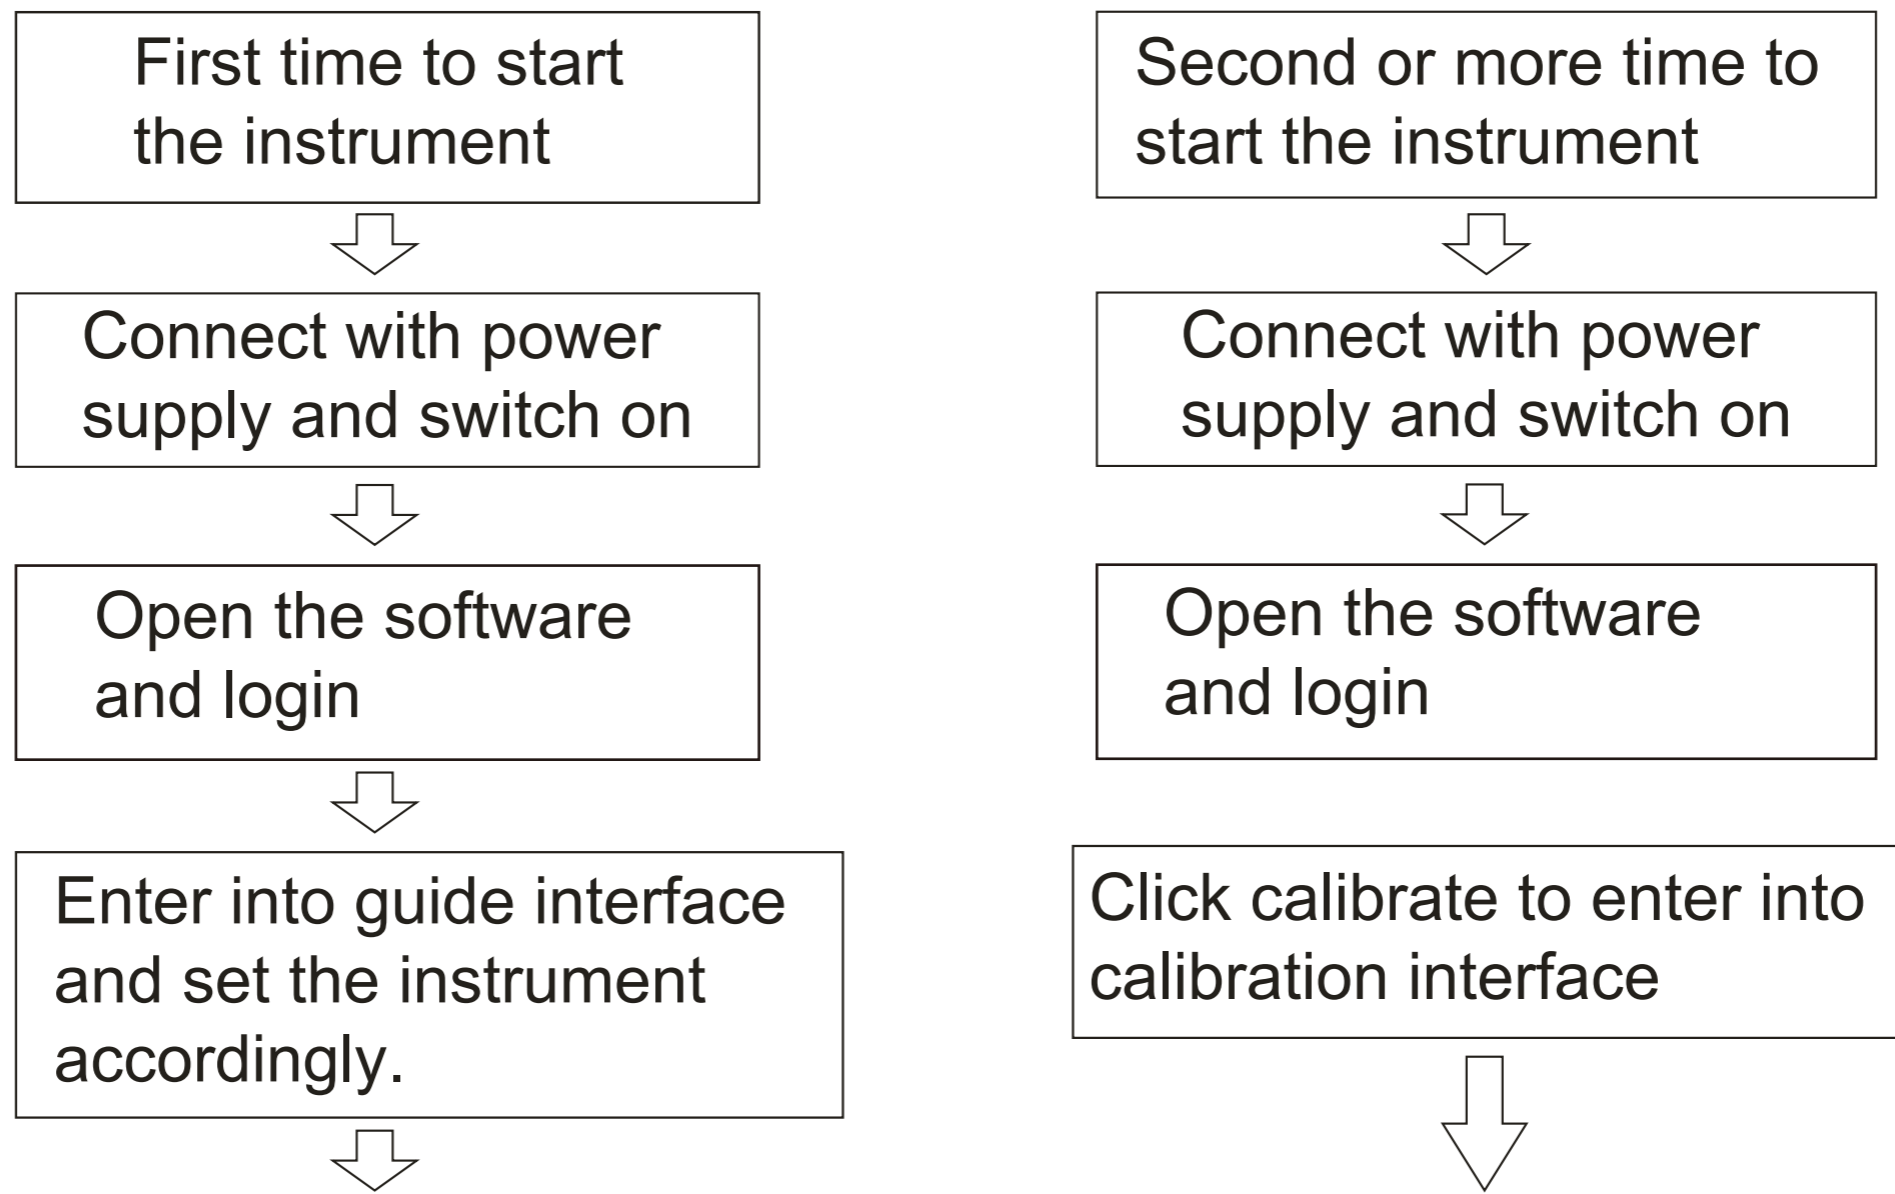 First time to start
the instrument
Connect with power
supply and switch on
Open the software
and login
Enter into guide interface
and set the instrument
accordingly.
Second or more time to
start the instrument
Connect with power
supply and switch on
Open the software
and login
Click calibrate to enter into
calibration interface